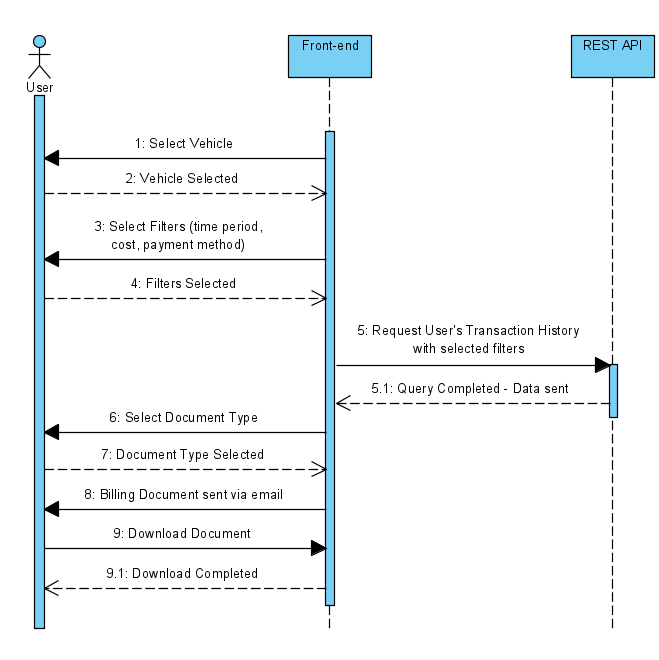 Front-end
REST API
User
1: Select Vehicle
2: Vehicle Selected
3: Select Filters (time period,
cost, payment method)
4: Filters Selected
5: Request User's Transaction History
with selected filters
5.1: Query Completed - Data sent
6: Select Document Type
7: Document Type Selected
8: Billing Document sent via email
9: Download Document
9.1: Download Completed